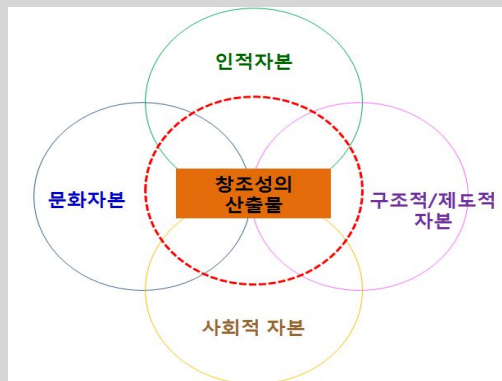 인적자본
문화자본
창조성의
산출물
구조적/제도적
자본
사회적 자본